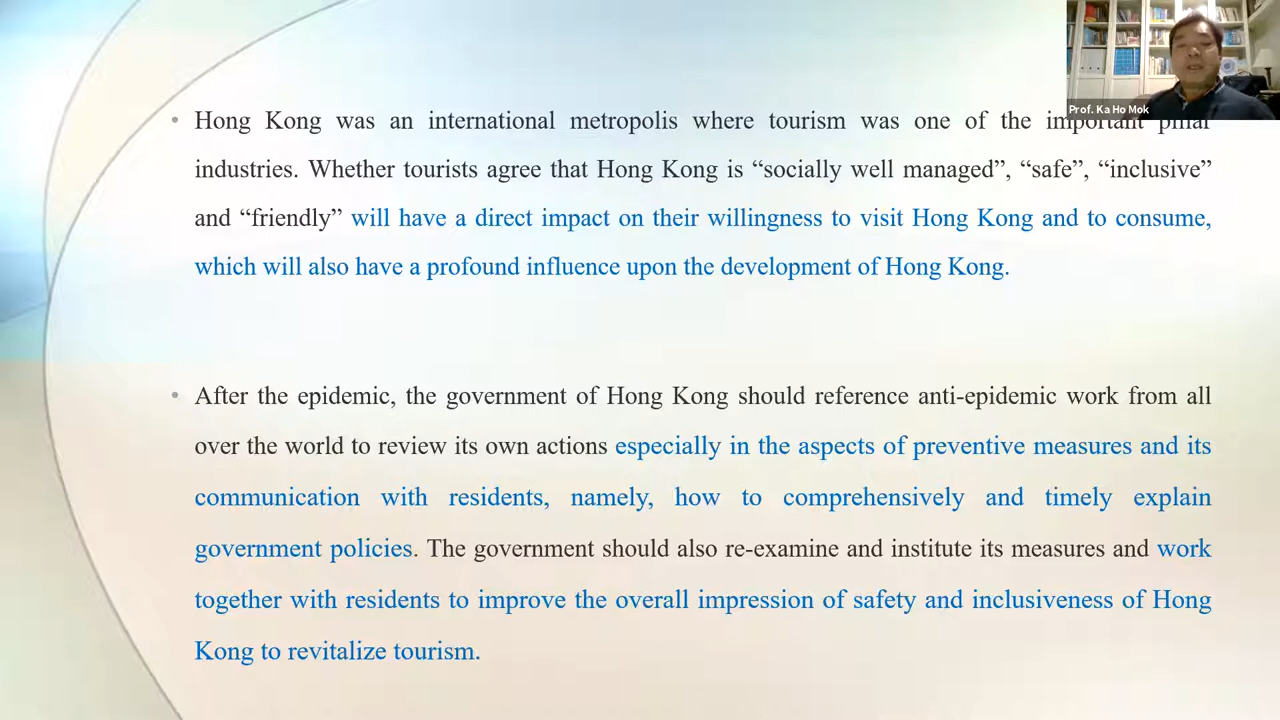 Prof. Ka Ho Mok
• Hong Kong was an international metropolis where tourism was one of the important pillar
industries. Whether tourists agree that Hong Kong is “socially well managed”, “safe”, “inclusive”
and “friendly” will have a direct impact on their willingness to visit Hong Kong and to consume,
which will also have a profound influence upon the development of Hong Kong.
• After the epidemic, the government of Hong Kong should reference anti-epidemic work from all
over the world to review its own actions especially in the aspects of preventive measures and its
communication with residents, namely, how to comprehensively and timely explain
government policies. The government should also re-examine and institute its measures and work
together with residents to improve the overall impression of safety and inclusiveness of Hong
Kong to revitalize tourism.